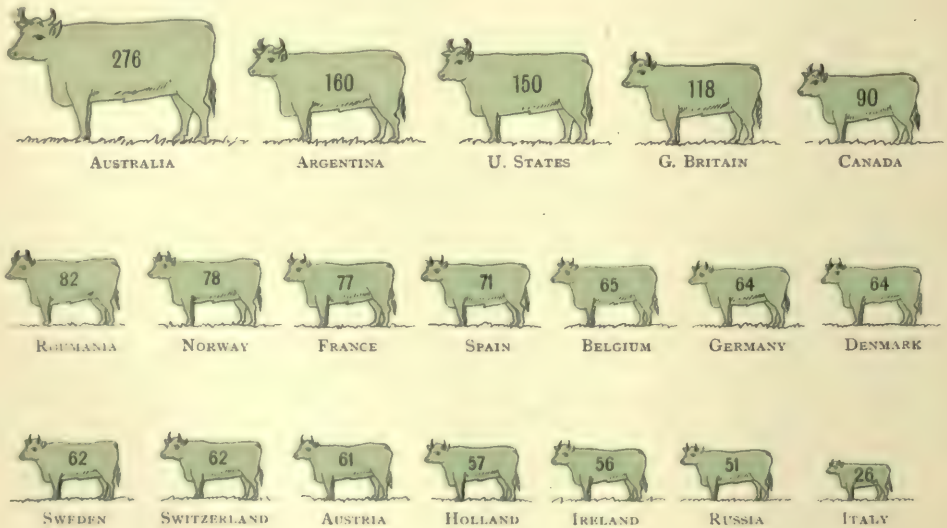 276 160 150 118 90
AUSTRALIA ARGENTINA U. STATES G. BRITAIN CANADA
82 78 77 71 65 64 64
ROUMANIA NORWAY FRANCE SPAIN BELGIUM GERMANY DENMARK
62 62 61 57 56 51 26
SWEDEN SWITZERLAND AUSTRIA HOLLAND IRELAND RUSSIA ITALY